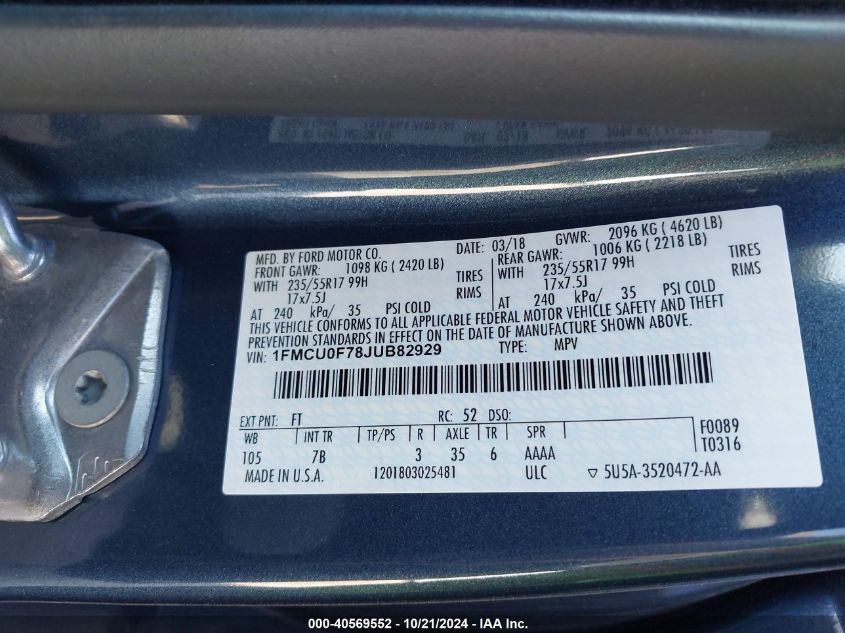 MFD. BY FORD MOTOR CO. DATE: 03/18 GVWR: 2096 KG ( 4620 LB)
FRONT GAWR: 1098 KG ( 2420 LB) REAR GAWR: 1006 KG ( 2218 LB)
WITH 235/55R17 99H TIRES WITH 235/55R17 99H TIRES
17x7.5J RIMS 17x7.5J RIMS
AT 240 kPa/ 35 PSI COLD AT 240 kPa/ 35 PSI COLD
THIS VEHICLE CONFORMS TO ALL APPLICABLE FEDERAL MOTOR VEHICLE SAFETY AND THEFT
PREVENTION STANDARDS IN EFFECT ON THE DATE OF MANUFACTURE SHOWN ABOVE.
VIN: 1FMCU0F78JUB82929 TYPE: MPV
EXT PNT: FT RC: 52 DSO:
WB INT TR TP/PS R AXLE TR SPR F0089
105 7B 3 35 6 AAAA T0316
MADE IN U.S.A. 1201803025481 ULC ▽ 5U5A-3520472-AA
000-40569552 - 10/21/2024 - IAA Inc.